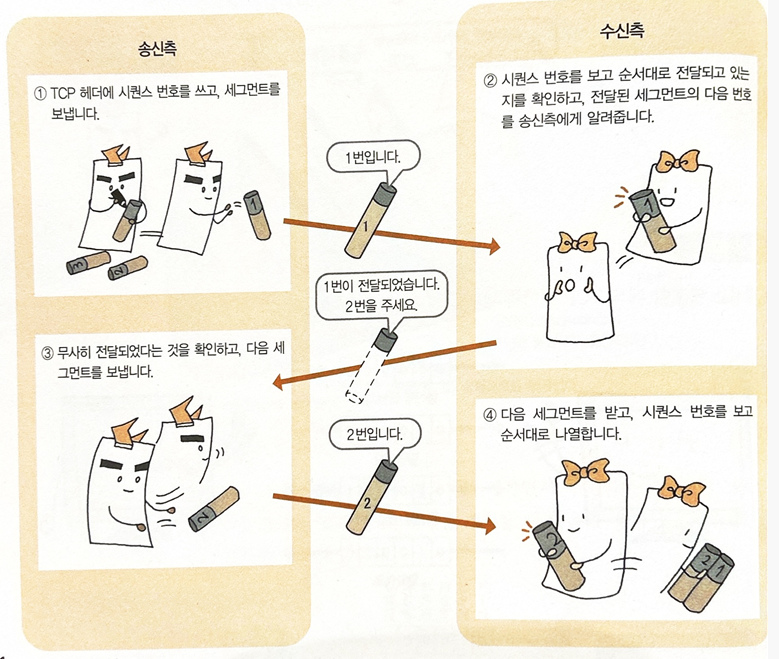 송신측
① TCP 헤더에 시퀀스 번호를 쓰고, 세그먼트를
보냅니다.
1
3
2
1번입니다.
1
수신측
② 시퀀스 번호를 보고 순서대로 전달되고 있는
지를 확인하고, 전달된 세그먼트의 다음 번호
를 송신측에게 알려줍니다.
1
1번이 전달되었습니다.
2번을 주세요.
③ 무사히 전달되었다는 것을 확인하고, 다음 세
그먼트를 보냅니다.
2
2번입니다.
2
④ 다음 세그먼트를 받고, 시퀀스 번호를 보고
순서대로 나열합니다.
2
2 1